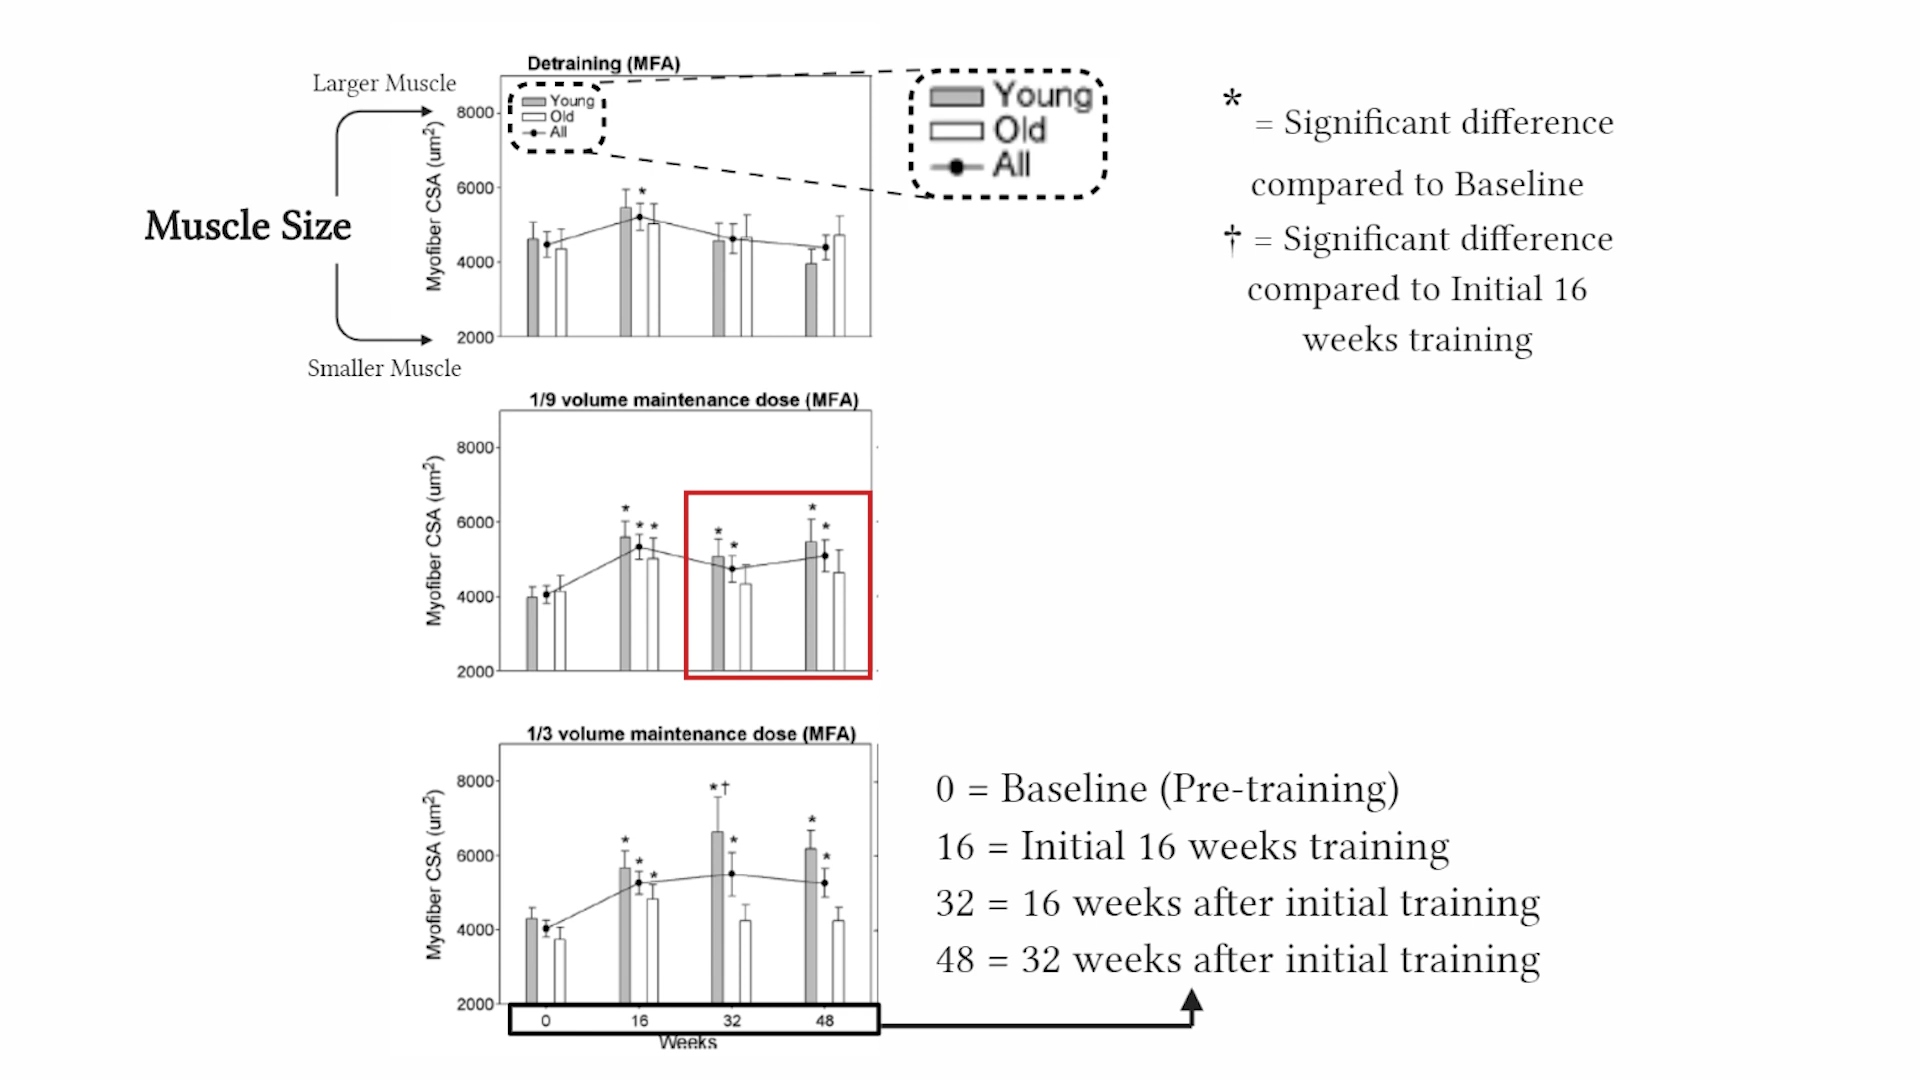 Detraining (MFA)
Larger Muscle
Muscle Size
Smaller Muscle
Myofiber CSA (um²)
8000
6000
4000
2000
Young
Old
All
*
Young
Old
All
* = Significant difference
compared to Baseline
† = Significant difference
compared to Initial 16
weeks training
1/9 volume maintenance dose (MFA)
Myofiber CSA (um²)
8000
6000
4000
2000
* * *
* *
* *
1/3 volume maintenance dose (MFA)
Myofiber CSA (um²)
8000
6000
4000
2000
* * *
*† *
* *
0 16 32 48
Weeks
0 = Baseline (Pre-training)
16 = Initial 16 weeks training
32 = 16 weeks after initial training
48 = 32 weeks after initial training